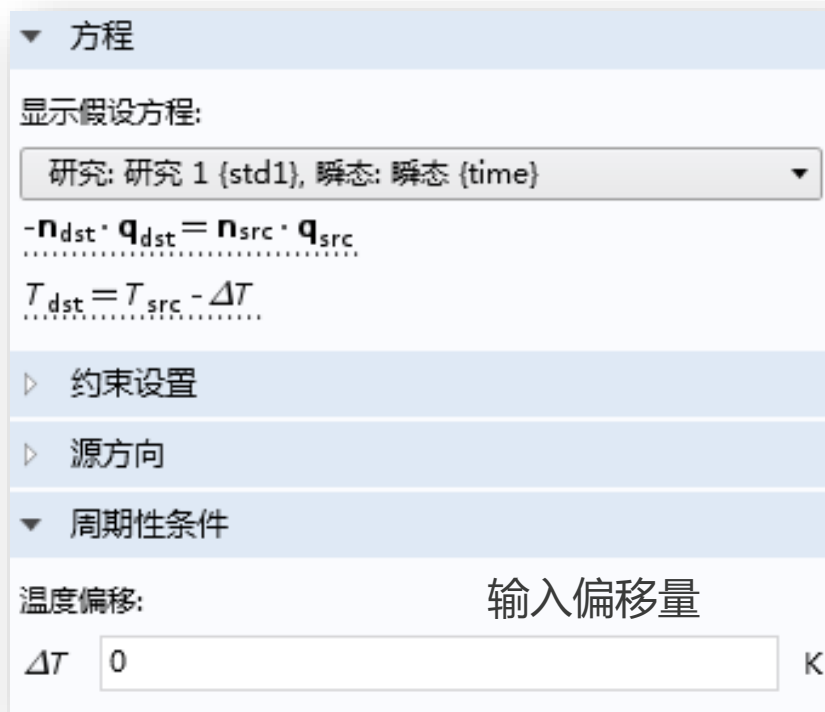 方程
显示假设方程:
研究: 研究 1 {std1}, 瞬态: 瞬态 {time}
-n_dst · q_dst = n_src · q_src
T_dst = T_src - ΔT
约束设置
源方向
周期性条件
温度偏移:
输入偏移量
ΔT 0 K